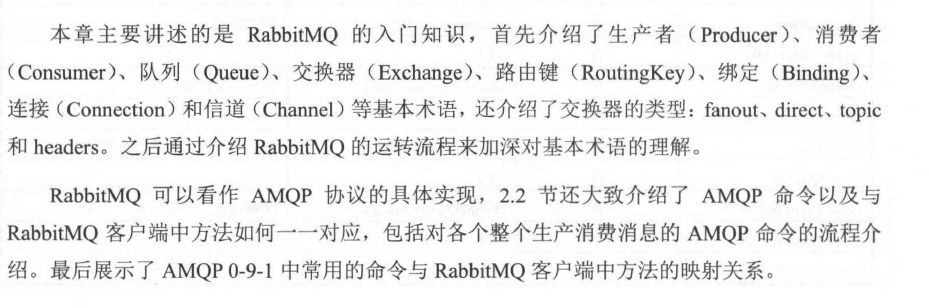 本章主要讲述的是 RabbitMQ 的入门知识，首先介绍了生产者（Producer）、消费者
（Consumer）、队列（Queue）、交换器（Exchange）、路由键（RoutingKey）、绑定（Binding）、
连接（Connection）和信道（Channel）等基本术语，还介绍了交换器的类型：fanout、direct、topic
和 headers。之后通过介绍 RabbitMQ 的运转流程来加深对基本术语的理解。
RabbitMQ 可以看作 AMQP 协议的具体实现，2.2 节还大致介绍了 AMQP 命令以及与
RabbitMQ 客户端中方法如何一一对应，包括对各个整个生产消费消息的 AMQP 命令的流程介
绍。最后展示了 AMQP 0-9-1 中常用的命令与 RabbitMQ 客户端中方法的映射关系。